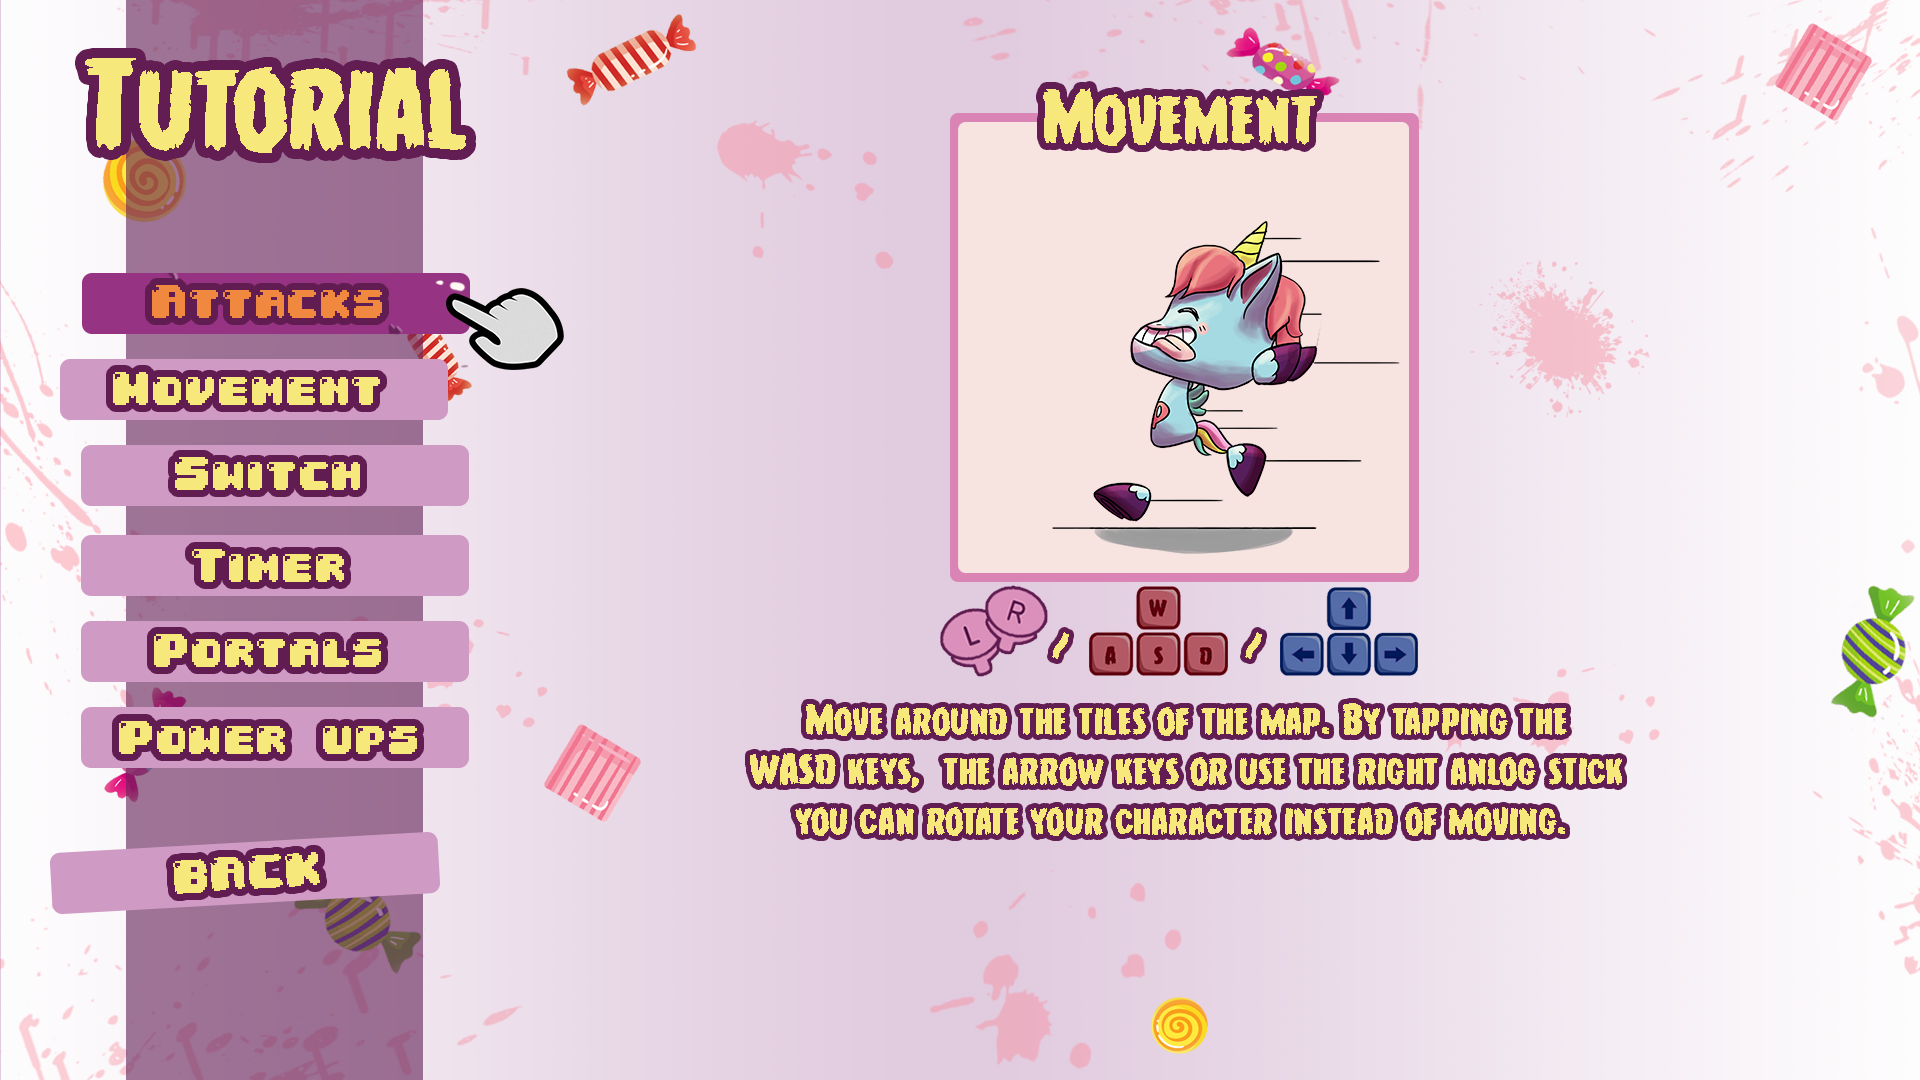 Tutorial
Attacks
Movement
Switch
Timer
Portals
Power ups
BACK
Movement
L R / W A S D /
Move around the tiles of the map. By tapping the
WASD keys, the arrow keys or use the right anlog stick
you can rotate your character instead of moving.